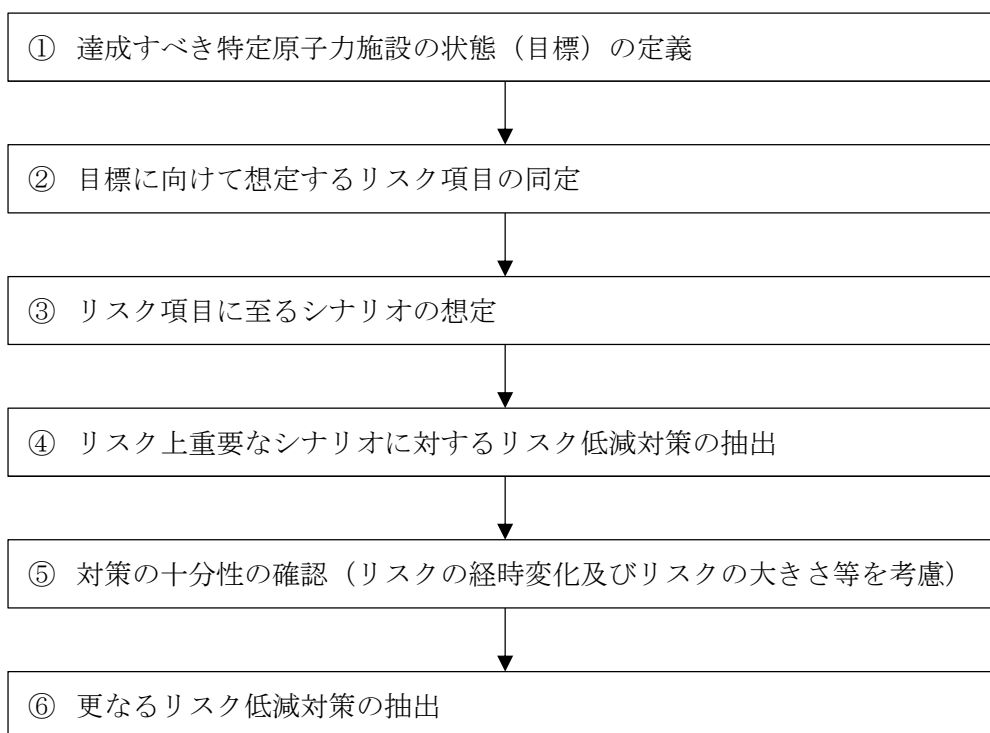 ① 達成すべき特定原子力施設の状態（目標）の定義
② 目標に向けて想定するリスク項目の同定
③ リスク項目に至るシナリオの想定
④ リスク上重要なシナリオに対するリスク低減対策の抽出
⑤ 対策の十分性の確認（リスクの経時変化及びリスクの大きさ等を考慮）
⑥ 更なるリスク低減対策の抽出